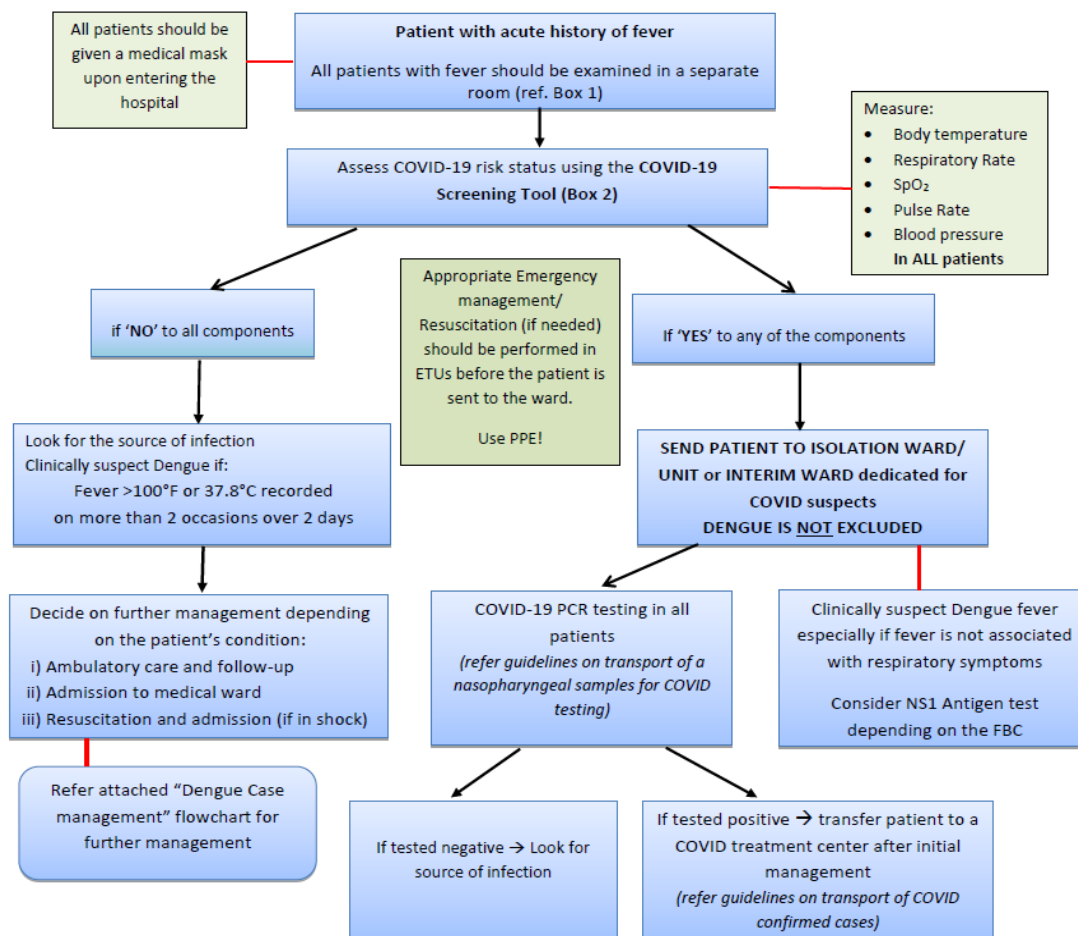 All patients should be
given a medical mask
upon entering the
hospital
Patient with acute history of fever
All patients with fever should be examined in a separate
room (ref. Box 1)
Measure:
• Body temperature
• Respiratory Rate
• SpO₂
• Pulse Rate
• Blood pressure
In ALL patients
Assess COVID-19 risk status using the COVID-19
Screening Tool (Box 2)
if ‘NO’ to all components
Appropriate Emergency
management/
Resuscitation (if needed)
should be performed in
ETUs before the patient is
sent to the ward.
Use PPE!
If ‘YES’ to any of the components
Look for the source of infection
Clinically suspect Dengue if:
Fever >100°F or 37.8°C recorded
on more than 2 occasions over 2 days
SEND PATIENT TO ISOLATION WARD/
UNIT or INTERIM WARD dedicated for
COVID suspects
DENGUE IS NOT EXCLUDED
Decide on further management depending
on the patient’s condition:
i) Ambulatory care and follow-up
ii) Admission to medical ward
iii) Resuscitation and admission (if in shock)
COVID-19 PCR testing in all
patients
(refer guidelines on transport of a
nasopharyngeal samples for COVID
testing)
Clinically suspect Dengue fever
especially if fever is not associated
with respiratory symptoms
Consider NS1 Antigen test
depending on the FBC
Refer attached “Dengue Case
management” flowchart for
further management
If tested negative → Look for
source of infection
If tested positive → transfer patient to a
COVID treatment center after initial
management
(refer guidelines on transport of COVID
confirmed cases)